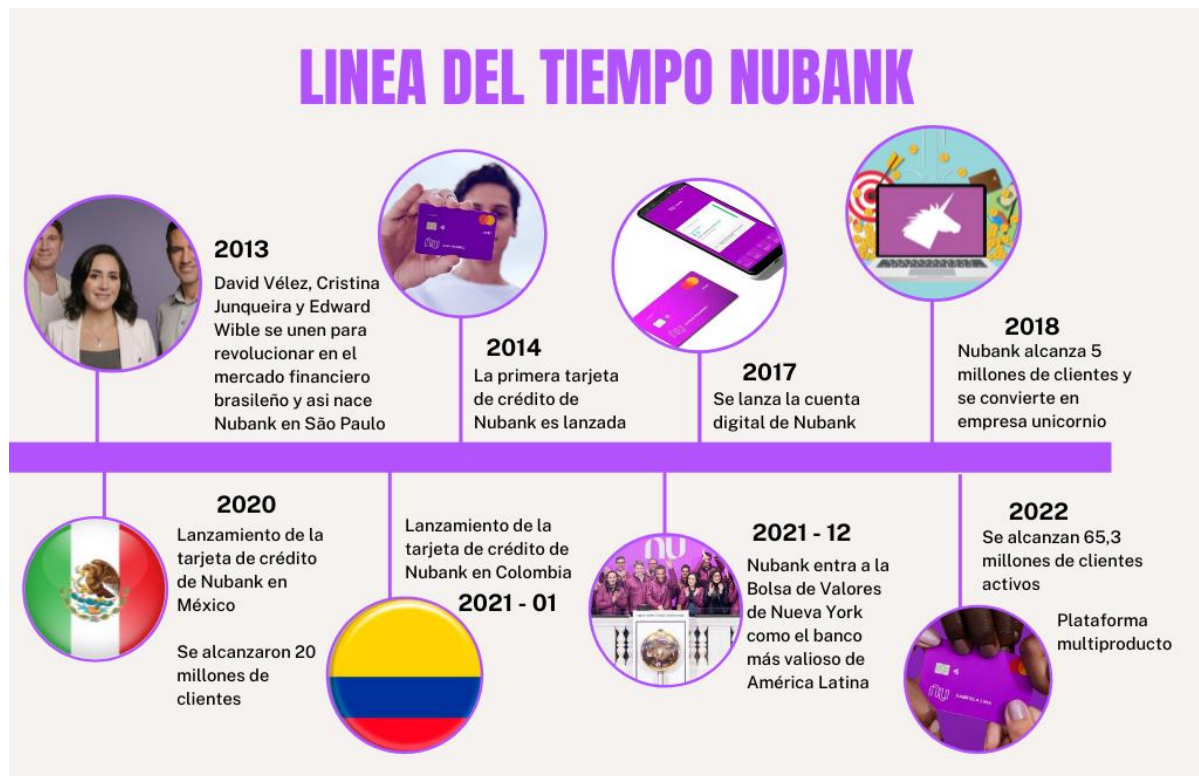 LINEA DEL TIEMPO NUBANK
2013
David Vélez, Cristina
Junqueira y Edward
Wible se unen para
revolucionar en el
mercado financiero
brasileño y asi nace
Nubank en São Paulo
2014
La primera tarjeta
de crédito de
Nubank es lanzada
2017
Se lanza la cuenta
digital de Nubank
2018
Nubank alcanza 5
millones de clientes y
se convierte en
empresa unicornio
2020
Lanzamiento de la
tarjeta de crédito
de Nubank en
México
Se alcanzaron 20
millones de
clientes
Lanzamiento de la
tarjeta de crédito de
Nubank en Colombia
2021 - 01
nu
2021 - 12
Nubank entra a la
Bolsa de Valores
de Nueva York
como el banco
más valioso de
América Latina
2022
Se alcanzan 65,3
millones de clientes
activos
Plataforma
multiproducto
nu
GABRIELA LIMA